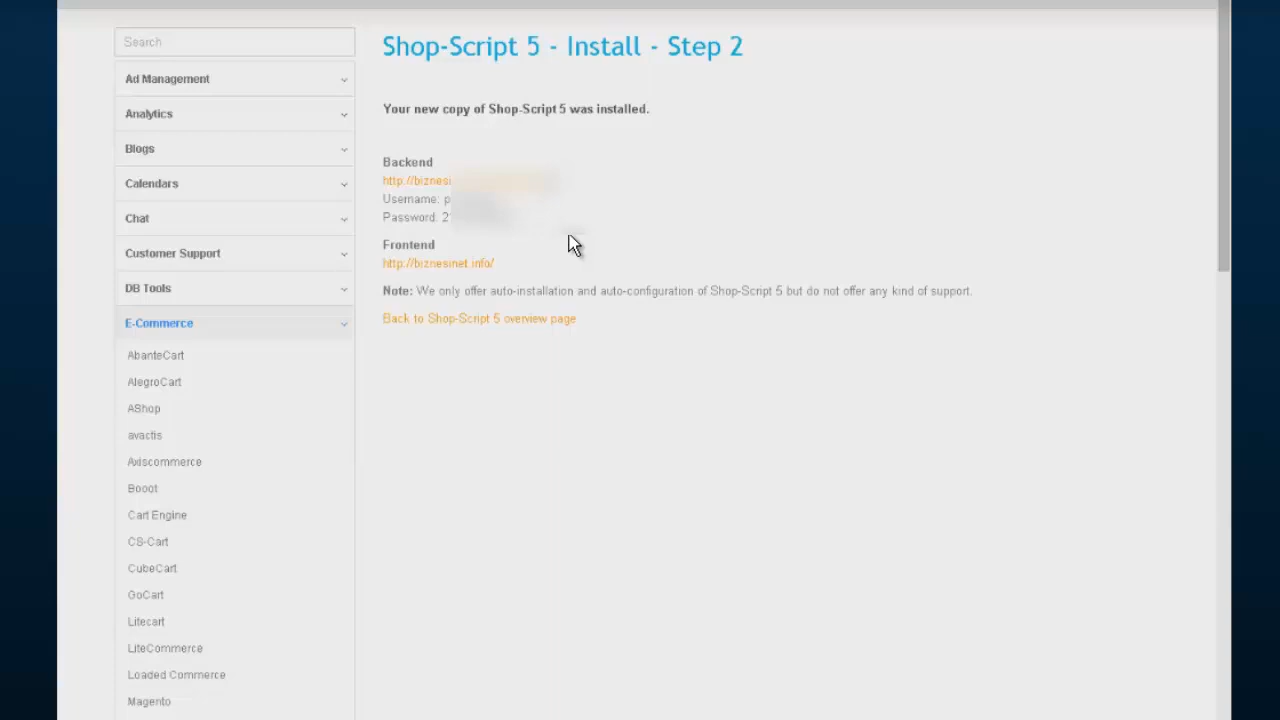 Search
Ad Management
Analytics
Blogs
Calendars
Chat
Customer Support
DB Tools
E-Commerce
AbanteCart
AlegroCart
AShop
avactis
Axiscommerce
Booot
Cart Engine
CS-Cart
CubeCart
GoCart
Litecart
LiteCommerce
Loaded Commerce
Magento
Shop-Script 5 - Install - Step 2
Your new copy of Shop-Script 5 was installed.
Backend
http://biznesi
Username: p
Password: 2
Frontend
http://biznesinet.info/
Note: We only offer auto-installation and auto-configuration of Shop-Script 5 but do not offer any kind of support.
Back to Shop-Script 5 overview page